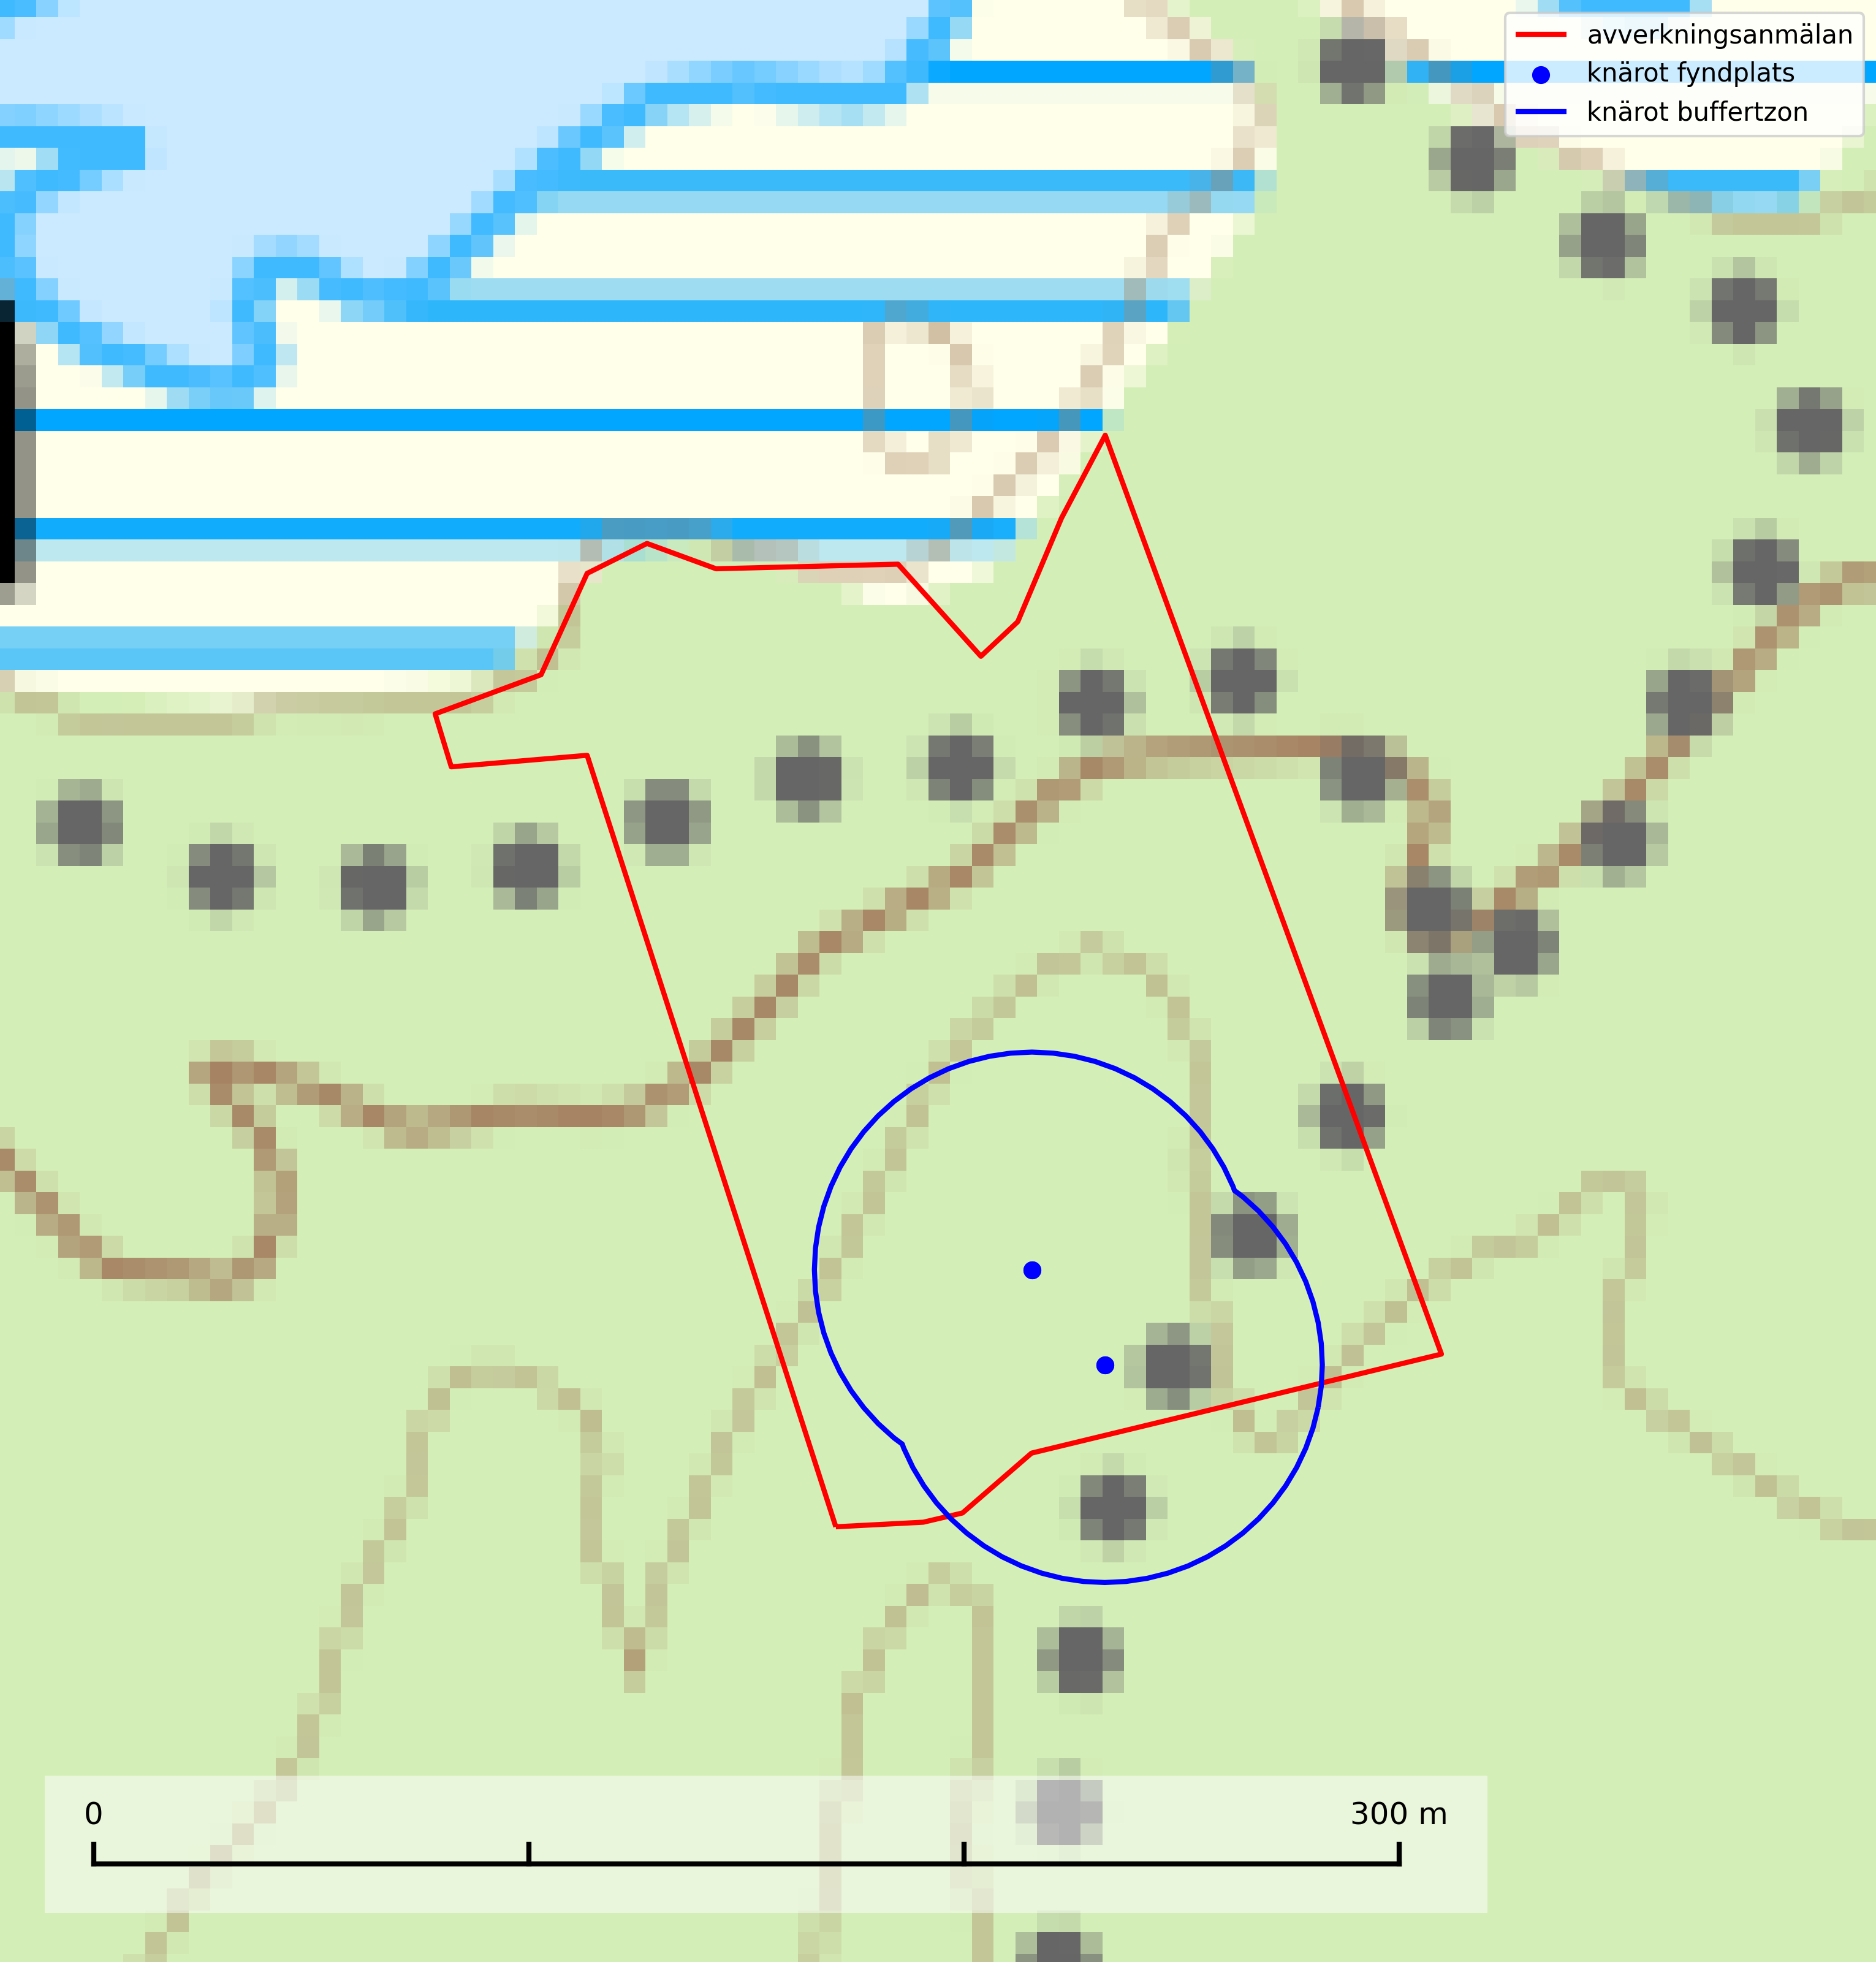 avverkningsanmälan
knärot fyndplats
knärot buffertzon
0
300 m